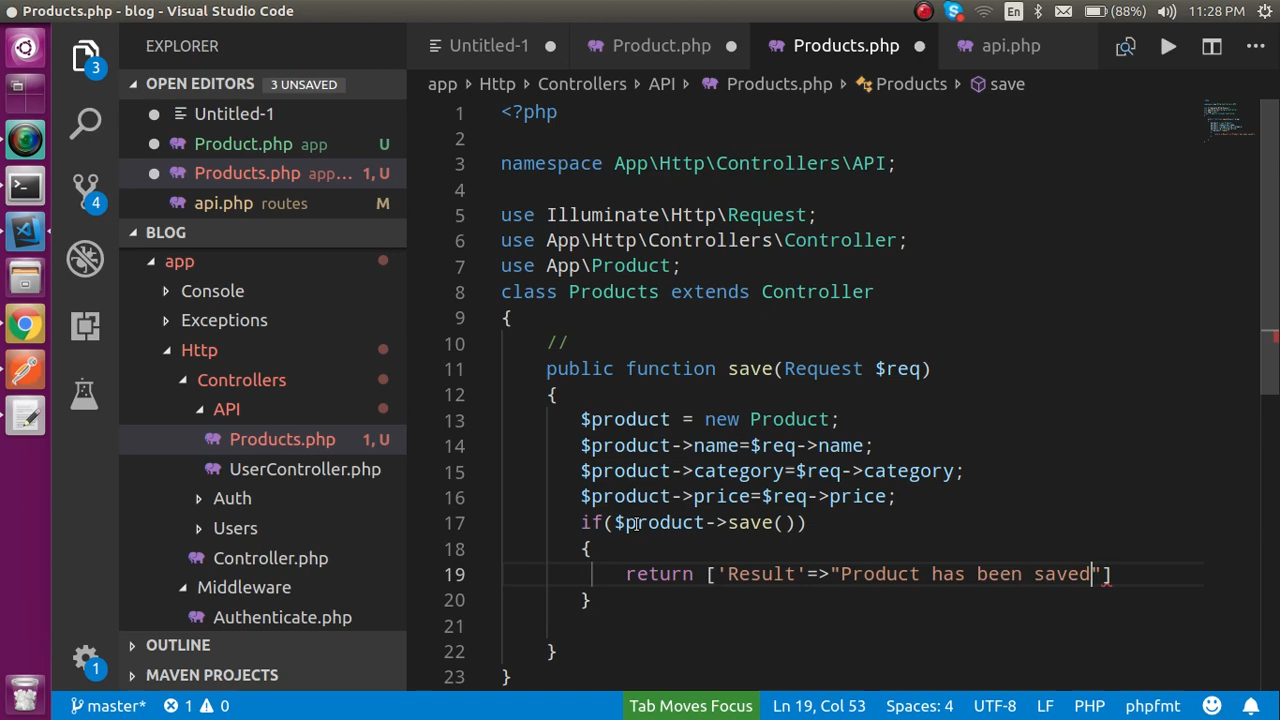 Products.php - blog - Visual Studio Code
En (88%) 11:28 PM
EXPLORER
Untitled-1 Product.php Products.php api.php
OPEN EDITORS 3 UNSAVED
Untitled-1
Product.php app U
Products.php app... 1, U
api.php routes M
BLOG
app
Console
Exceptions
Http
Controllers
API
Products.php 1, U
UserController.php
Auth
Users
Controller.php
Middleware
Authenticate.php
OUTLINE
MAVEN PROJECTS
3
4
1
app Http Controllers API Products.php Products save
1 <?php
2
3 namespace App\Http\Controllers\API;
4
5 use Illuminate\Http\Request;
6 use App\Http\Controllers\Controller;
7 use App\Product;
8 class Products extends Controller
9 {
10 //
11 public function save(Request $req)
12 {
13 $product = new Product;
14 $product->name=$req->name;
15 $product->category=$req->category;
16 $product->price=$req->price;
17 if($product->save())
18 {
19 return ['Result'=>"Product has been saved"]
20 }
21
22 }
23 }
master* 1 0 Tab Moves Focus Ln 19, Col 53 Spaces: 4 UTF-8 LF PHP phpfmt